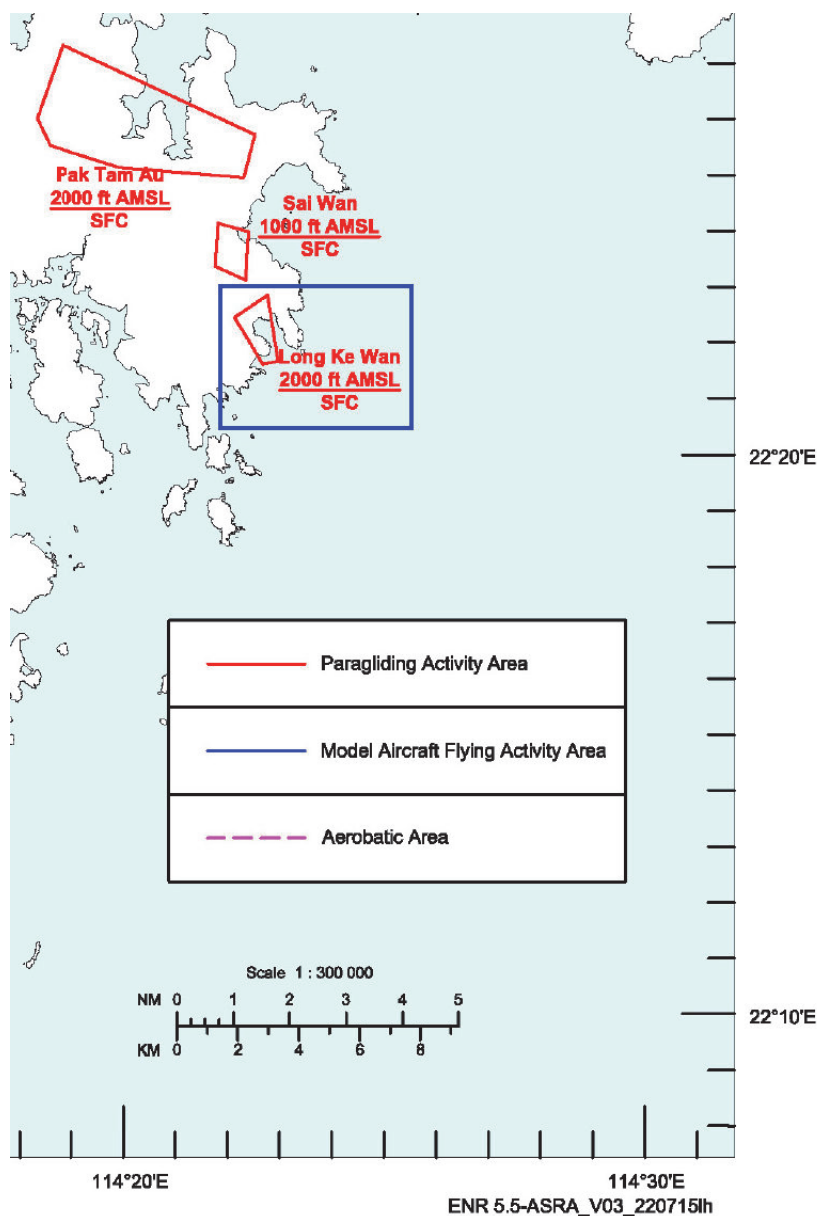 Pak Tam Au
2000 ft AMSL
SFC
Sai Wan
1000 ft AMSL
SFC
Long Ke Wan
2000 ft AMSL
SFC
22°20'E
Paragliding Activity Area
Model Aircraft Flying Activity Area
Aerobatic Area
Scale 1 : 300 000
NM 0 1 2 3 4 5
KM 0 2 4 6 8
22°10'E
114°20'E 114°30'E
ENR 5.5-ASRA_V03_220715lh